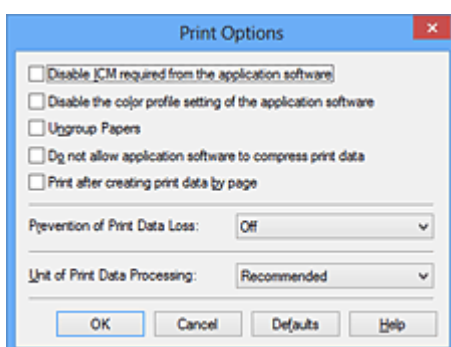 Print Options
Disable ICM required from the application software
Disable the color profile setting of the application software
Ungroup Papers
Do not allow application software to compress print data
Print after creating print data by page
Prevention of Print Data Loss: Off
Unit of Print Data Processing: Recommended
OK Cancel Defaults Help